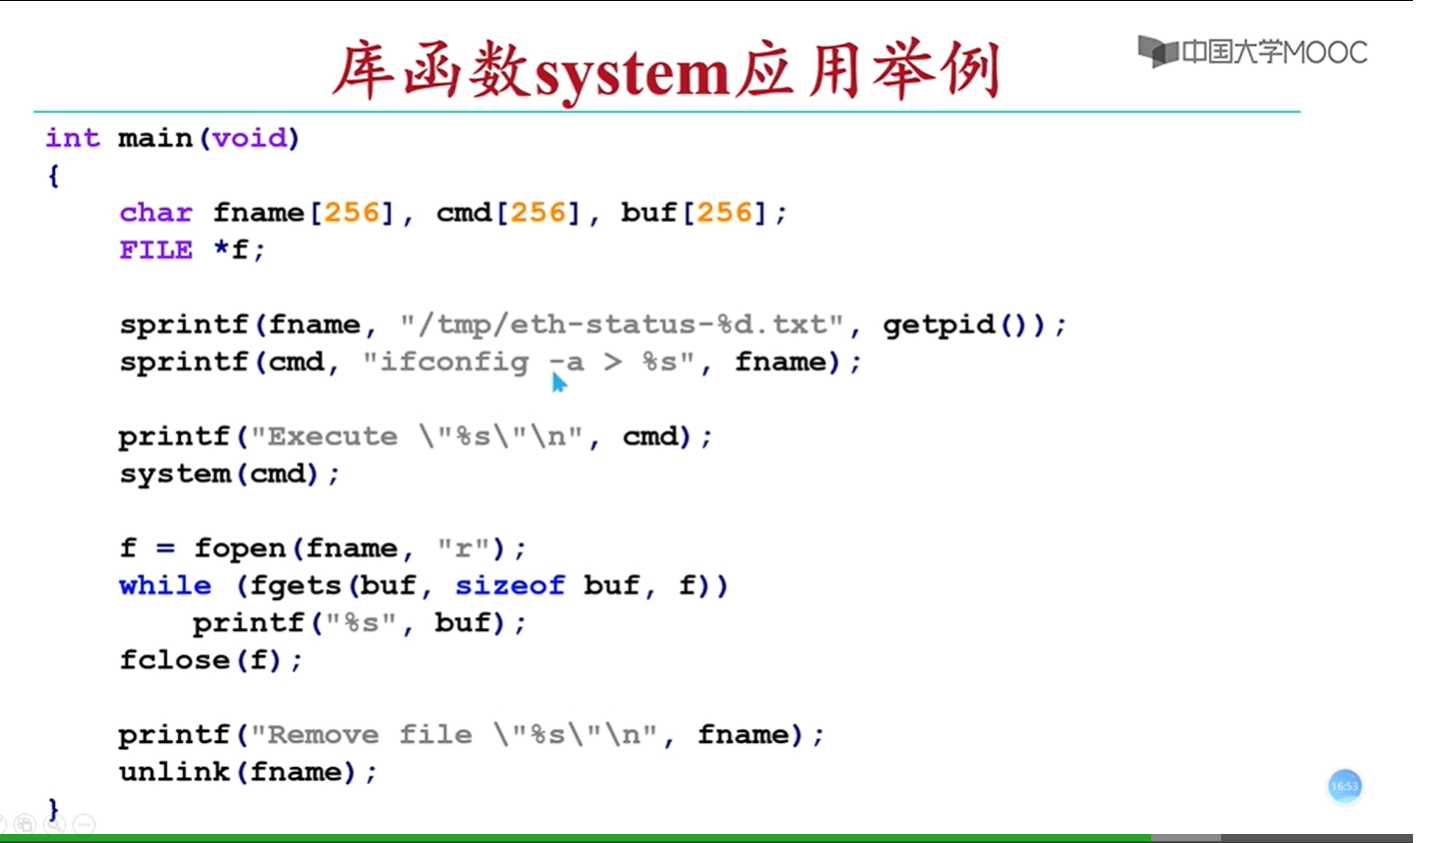 库函数system应用举例
中国大学MOOC
int main(void)
{
    char fname[256], cmd[256], buf[256];
    FILE *f;
    sprintf(fname, "/tmp/eth-status-%d.txt", getpid());
    sprintf(cmd, "ifconfig -a > %s", fname);
    printf("Execute \"%s\"\n", cmd);
    system(cmd);
    f = fopen(fname, "r");
    while (fgets(buf, sizeof buf, f))
        printf("%s", buf);
    fclose(f);
    printf("Remove file \"%s\"\n", fname);
    unlink(fname);
}
16:53